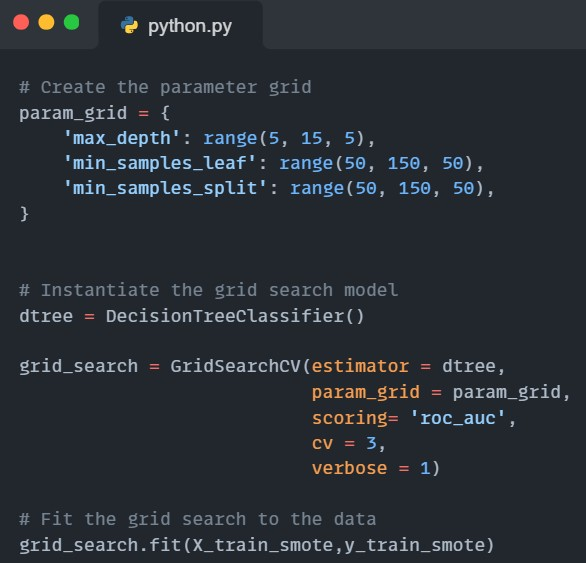 python.py
# Create the parameter grid
param_grid = {
    'max_depth': range(5, 15, 5),
    'min_samples_leaf': range(50, 150, 50),
    'min_samples_split': range(50, 150, 50),
}
# Instantiate the grid search model
dtree = DecisionTreeClassifier()
grid_search = GridSearchCV(estimator = dtree,
                           param_grid = param_grid,
                           scoring= 'roc_auc',
                           cv = 3,
                           verbose = 1)
# Fit the grid search to the data
grid_search.fit(X_train_smote,y_train_smote)